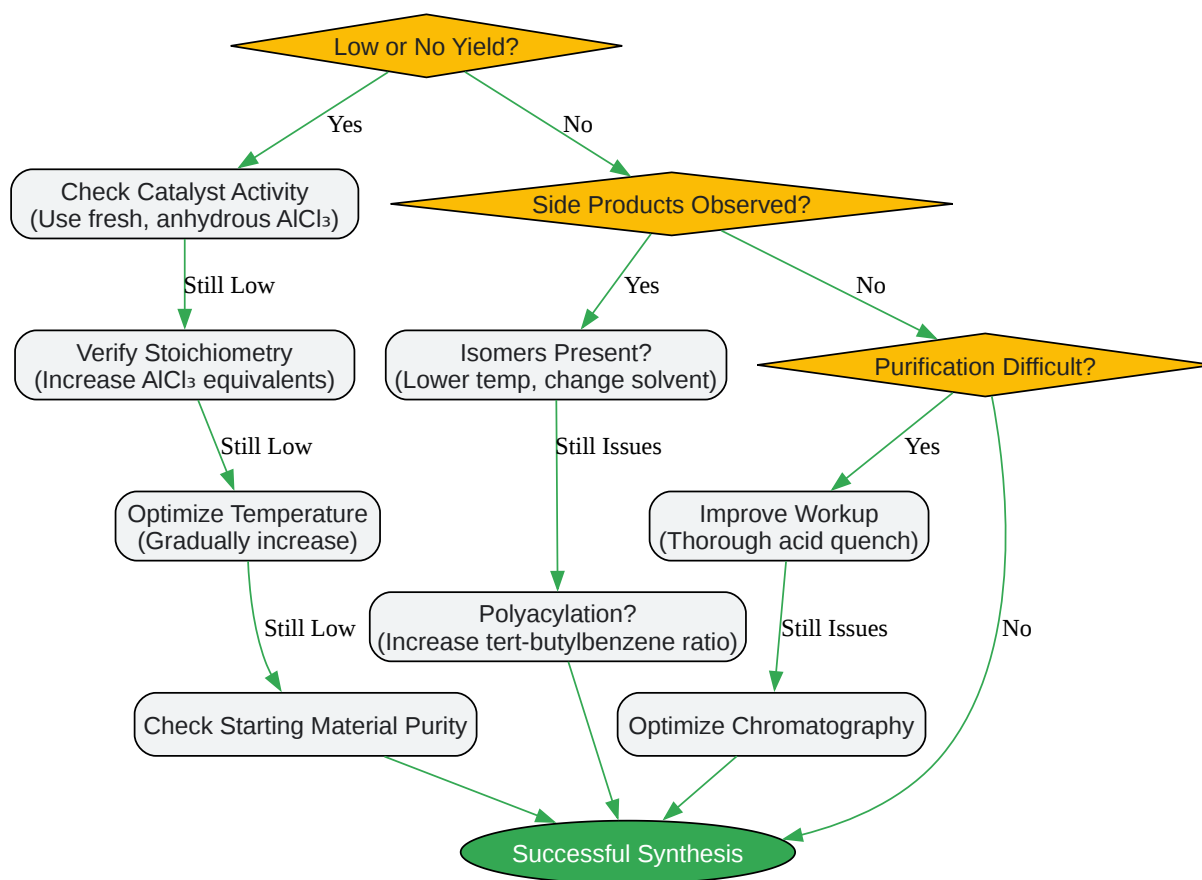 Low or No Yield?
Yes
No
Check Catalyst Activity
(Use fresh, anhydrous AlCl₃)
Side Products Observed?
Still Low
Yes
No
Verify Stoichiometry
(Increase AlCl₃ equivalents)
Isomers Present?
(Lower temp, change solvent)
Purification Difficult?
Still Low
Still Issues
Yes
Optimize Temperature
(Gradually increase)
Improve Workup
(Thorough acid quench)
Still Low
Polyacylation?
(Increase tert-butylbenzene ratio)
Still Issues
No
Check Starting Material Purity
Optimize Chromatography
Successful Synthesis